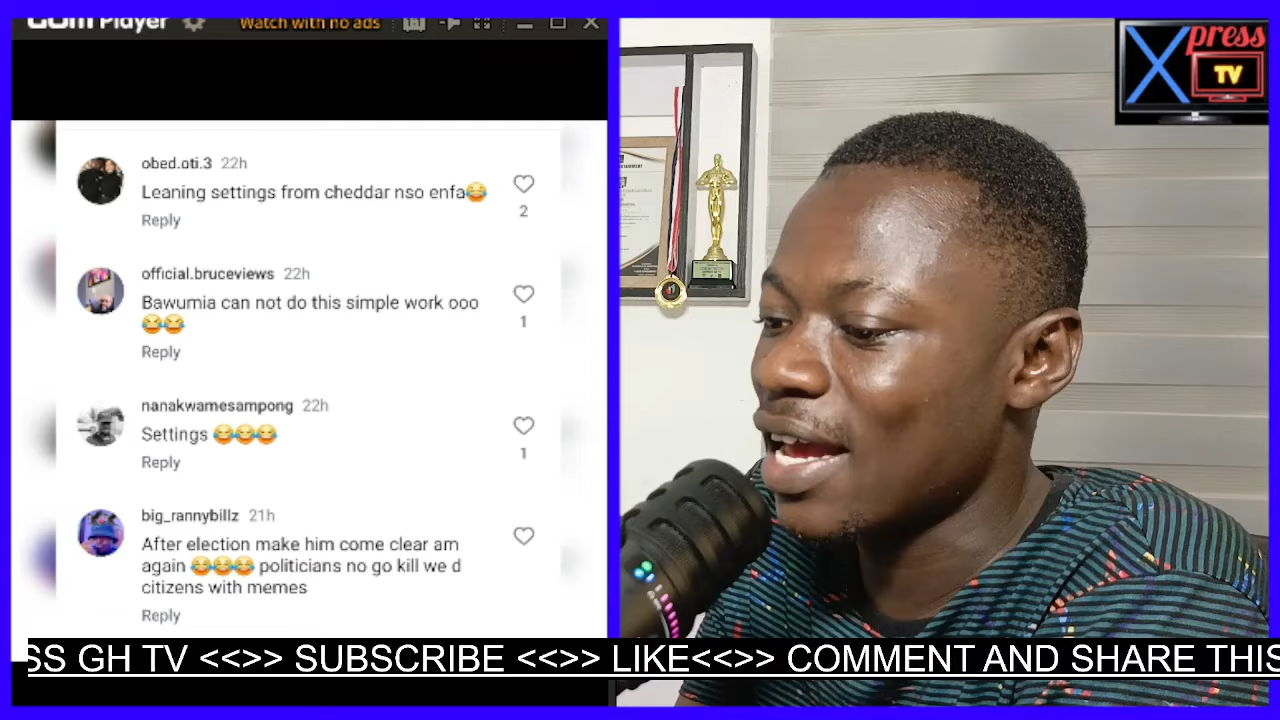 GOM Player
Watch with no ads
Xpress
TV
obed.oti.3 22h
Leaning settings from cheddar nso enfa😂
2
Reply
official.bruceviews 22h
Bawumia can not do this simple work ooo
😂😂
1
Reply
nanakwamesampong 22h
Settings 😂😂😂
1
Reply
big_rannybillz 21h
After election make him come clear am
again 😂😂😂 politicians no go kill we d
citizens with memes
Reply
SS GH TV <<>> SUBSCRIBE <<>> LIKE<<>> COMMENT AND SHARE THIS